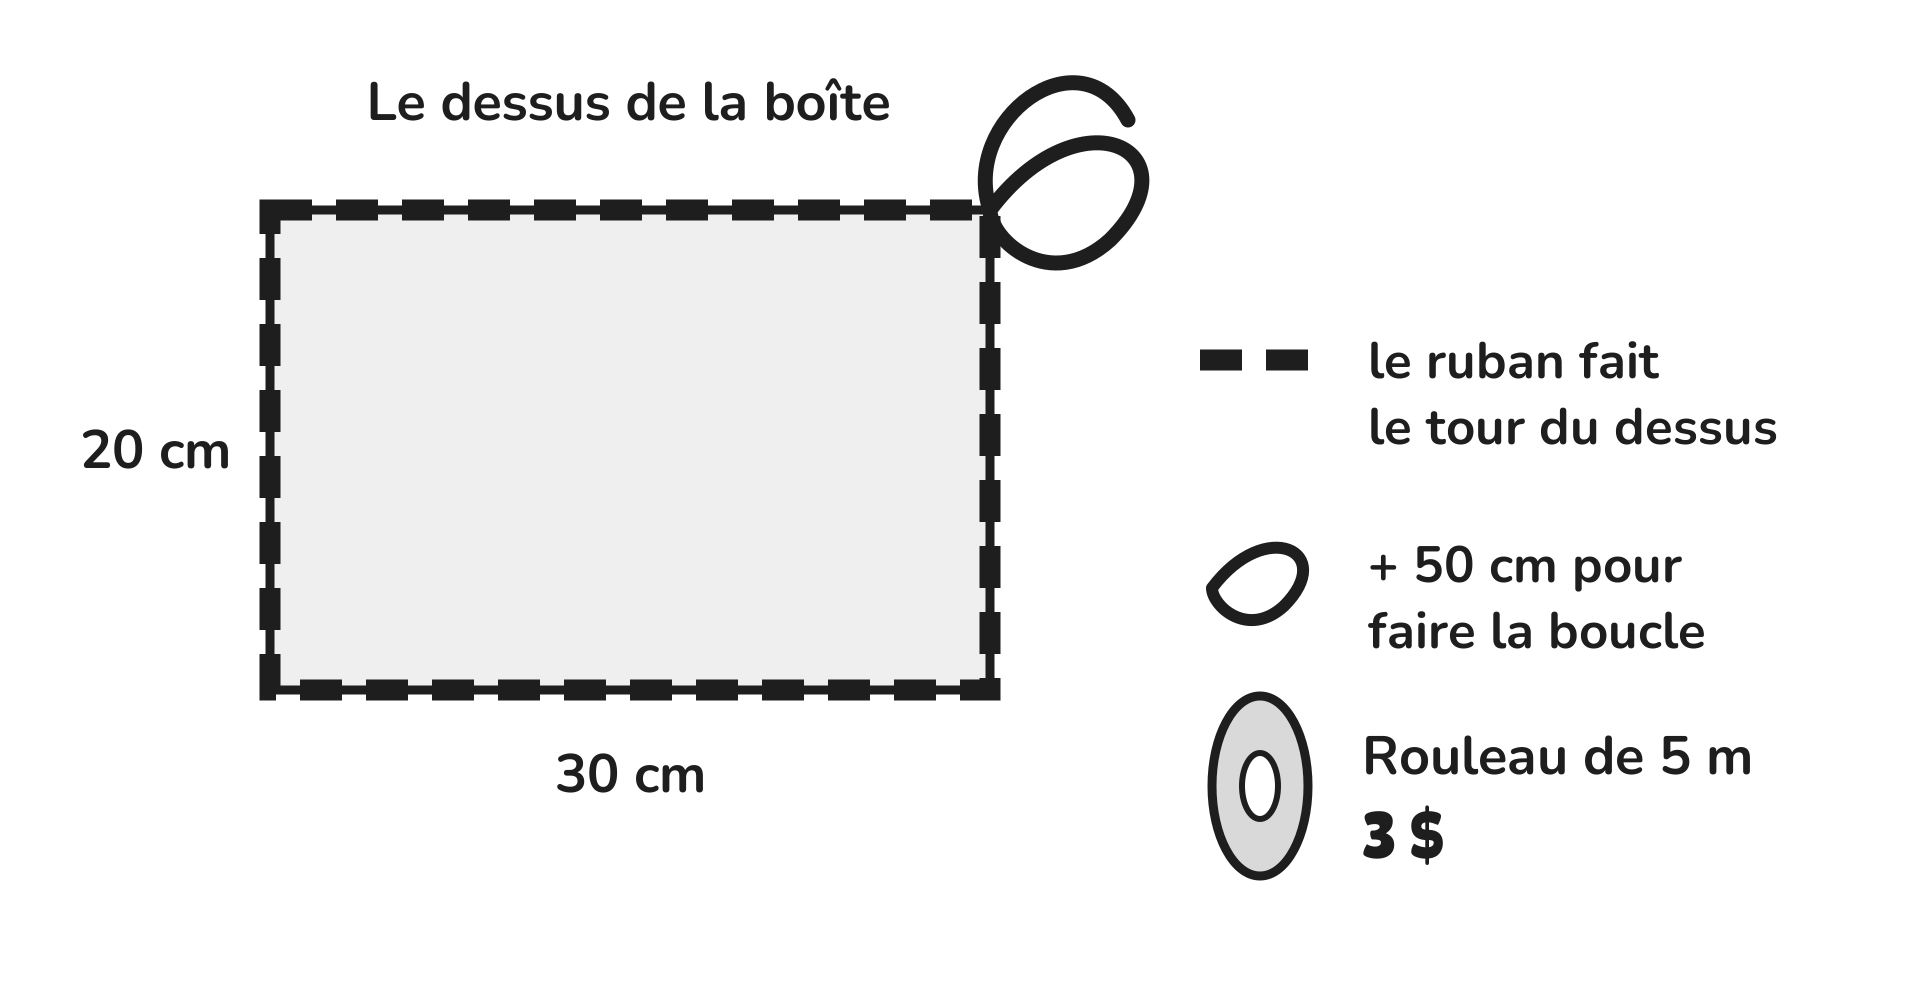 Le dessus de la boîte
20 cm
30 cm
le ruban fait
le tour du dessus
+ 50 cm pour
faire la boucle
Rouleau de 5 m
3 $